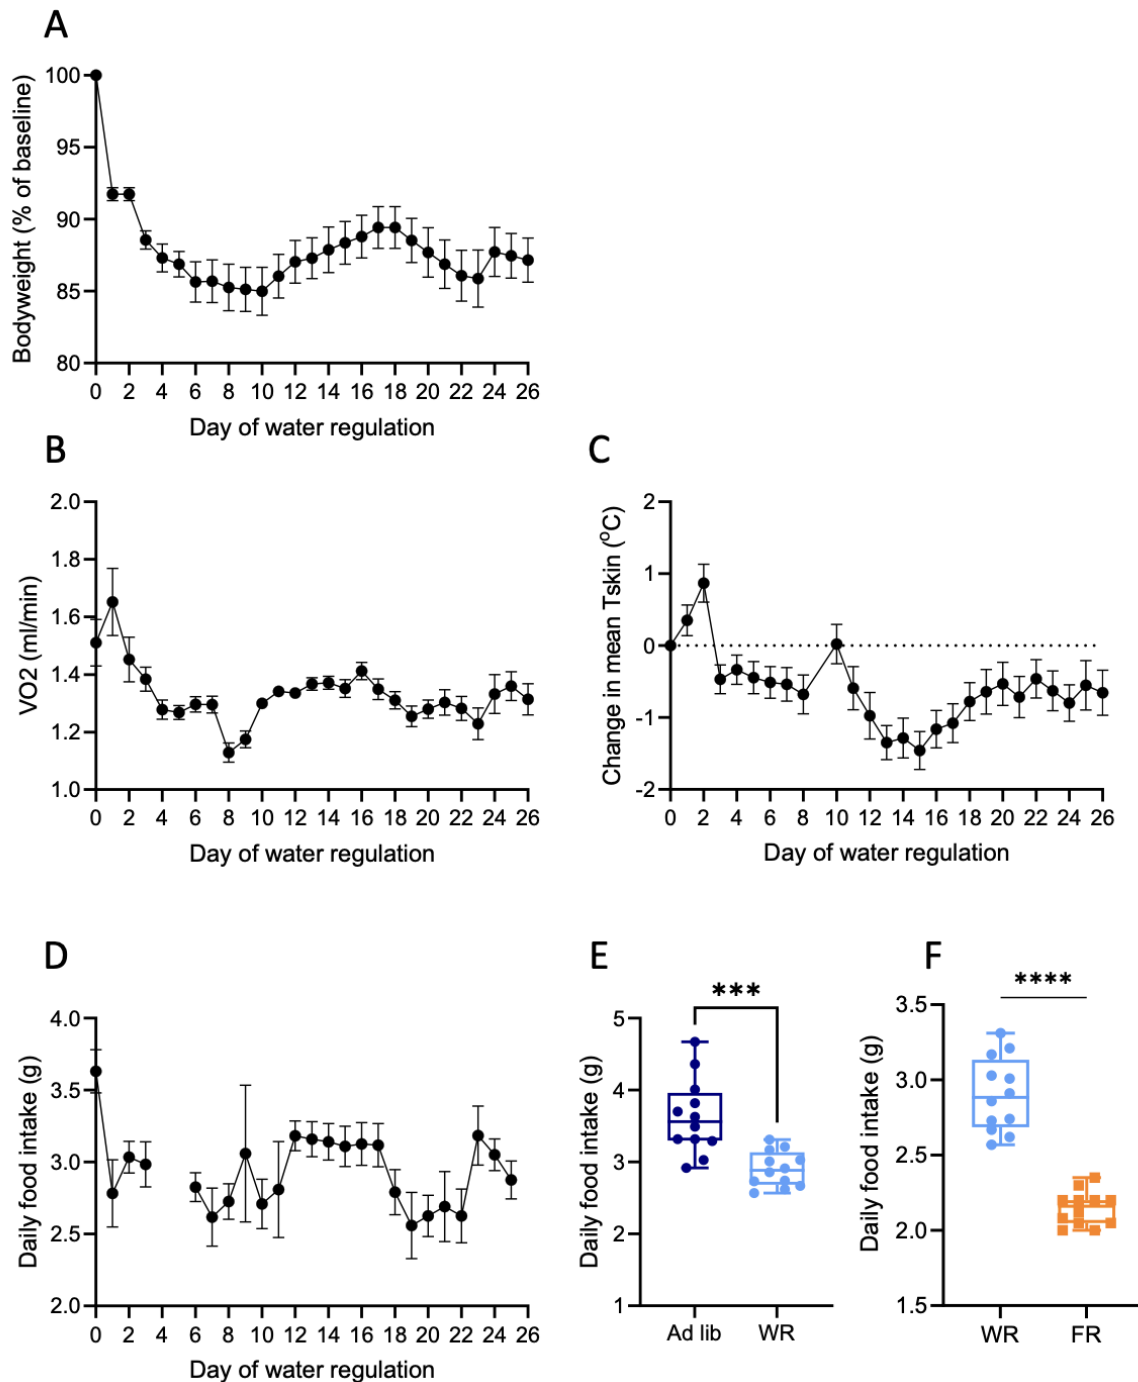 A
Bodyweight (% of baseline)
100
95
90
85
80
0 2 4 6 8 10 12 14 16 18 20 22 24 26
Day of water regulation
B
VO2 (ml/min)
2.0
1.8
1.6
1.4
1.2
1.0
0 2 4 6 8 10 12 14 16 18 20 22 24 26
Day of water regulation
C
Change in mean Tskin (⁰C)
2
1
0
-1
-2
0 2 4 6 8 10 12 14 16 18 20 22 24 26
Day of water regulation
D
Daily food intake (g)
4.0
3.5
3.0
2.5
2.0
0 2 4 6 8 10 12 14 16 18 20 22 24 26
Day of water regulation
E
***
Daily food intake (g)
5
4
3
2
1
Ad lib WR
F
****
Daily food intake (g)
3.5
3.0
2.5
2.0
1.5
WR FR